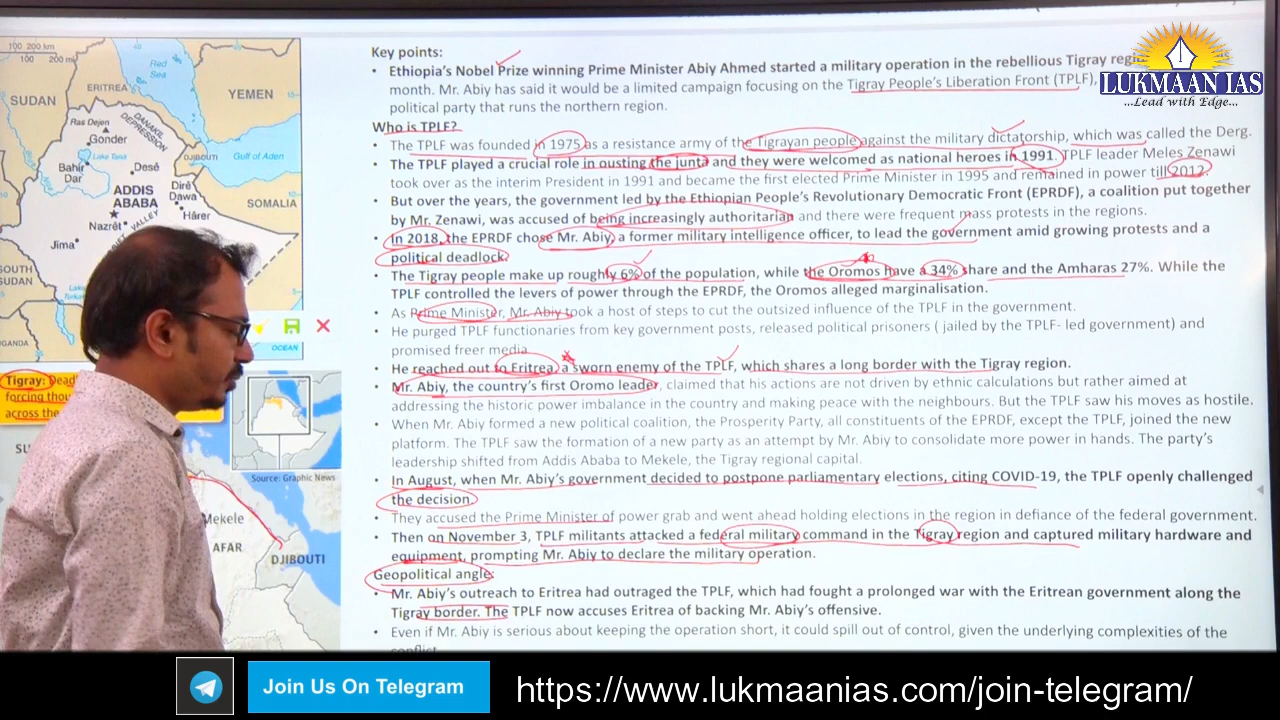 100 200 km
100 200 mi
SUDAN
ERITREA
Red
Sea
YEMEN
Ras Dejen
Gonder
DANAKIL
DEPRESSION
Lake Tana
Bahir
Dar
Desē
DJIBOUTI
Gulf of Aden
ADDIS
ABABA
Dirē
Dawa
Hārer
SOMALIA
Nazrēt
VALLEY
Jima
SOUTH
SUDAN
Lake
UGANDA
OCEAN
Tigray: Dead
forcing thou
across the
Source: Graphic News
Mekele
AFAR
DJIBOUTI
LUKMAAN IAS
...Lead with Edge...
Key points:
• Ethiopia's Nobel Prize winning Prime Minister Abiy Ahmed started a military operation in the rebellious Tigray
month. Mr. Abiy has said it would be a limited campaign focusing on the Tigray People's Liberation Front (TPLF),
political party that runs the northern region.
Who is TPLF?
• The TPLF was founded in 1975 as a resistance army of the Tigrayan people against the military dictatorship, which was called the Derg.
• The TPLF played a crucial role in ousting the junta and they were welcomed as national heroes in 1991. TPLF leader Meles Zenawi
took over as the interim President in 1991 and became the first elected Prime Minister in 1995 and remained in power till 2012.
• But over the years, the government led by the Ethiopian People's Revolutionary Democratic Front (EPRDF), a coalition put together
by Mr. Zenawi, was accused of being increasingly authoritarian and there were frequent mass protests in the regions.
• In 2018, the EPRDF chose Mr. Abiy, a former military intelligence officer, to lead the government amid growing protests and a
political deadlock.
• The Tigray people make up roughly 6% of the population, while the Oromos have a 34% share and the Amharas 27%. While the
TPLF controlled the levers of power through the EPRDF, the Oromos alleged marginalisation.
• As Prime Minister, Mr. Abiy took a host of steps to cut the outsized influence of the TPLF in the government.
• He purged TPLF functionaries from key government posts, released political prisoners ( jailed by the TPLF- led government) and
promised freer media
• He reached out to Eritrea, a sworn enemy of the TPLF, which shares a long border with the Tigray region.
• Mr. Abiy, the country's first Oromo leader, claimed that his actions are not driven by ethnic calculations but rather aimed at
addressing the historic power imbalance in the country and making peace with the neighbours. But the TPLF saw his moves as hostile.
• When Mr. Abiy formed a new political coalition, the Prosperity Party, all constituents of the EPRDF, except the TPLF, joined the new
platform. The TPLF saw the formation of a new party as an attempt by Mr. Abiy to consolidate more power in hands. The party's
leadership shifted from Addis Ababa to Mekele, the Tigray regional capital.
• In August, when Mr. Abiy's government decided to postpone parliamentary elections, citing COVID-19, the TPLF openly challenged
the decision.
• They accused the Prime Minister of power grab and went ahead holding elections in the region in defiance of the federal government.
• Then on November 3, TPLF militants attacked a federal military command in the Tigray region and captured military hardware and
equipment, prompting Mr. Abiy to declare the military operation.
Geopolitical angle:
• Mr. Abiy's outreach to Eritrea had outraged the TPLF, which had fought a prolonged war with the Eritrean government along the
Tigray border. The TPLF now accuses Eritrea of backing Mr. Abiy's offensive.
• Even if Mr. Abiy is serious about keeping the operation short, it could spill out of control, given the underlying complexities of the
conflict
Join Us On Telegram
https://www.lukmaanias.com/join-telegram/